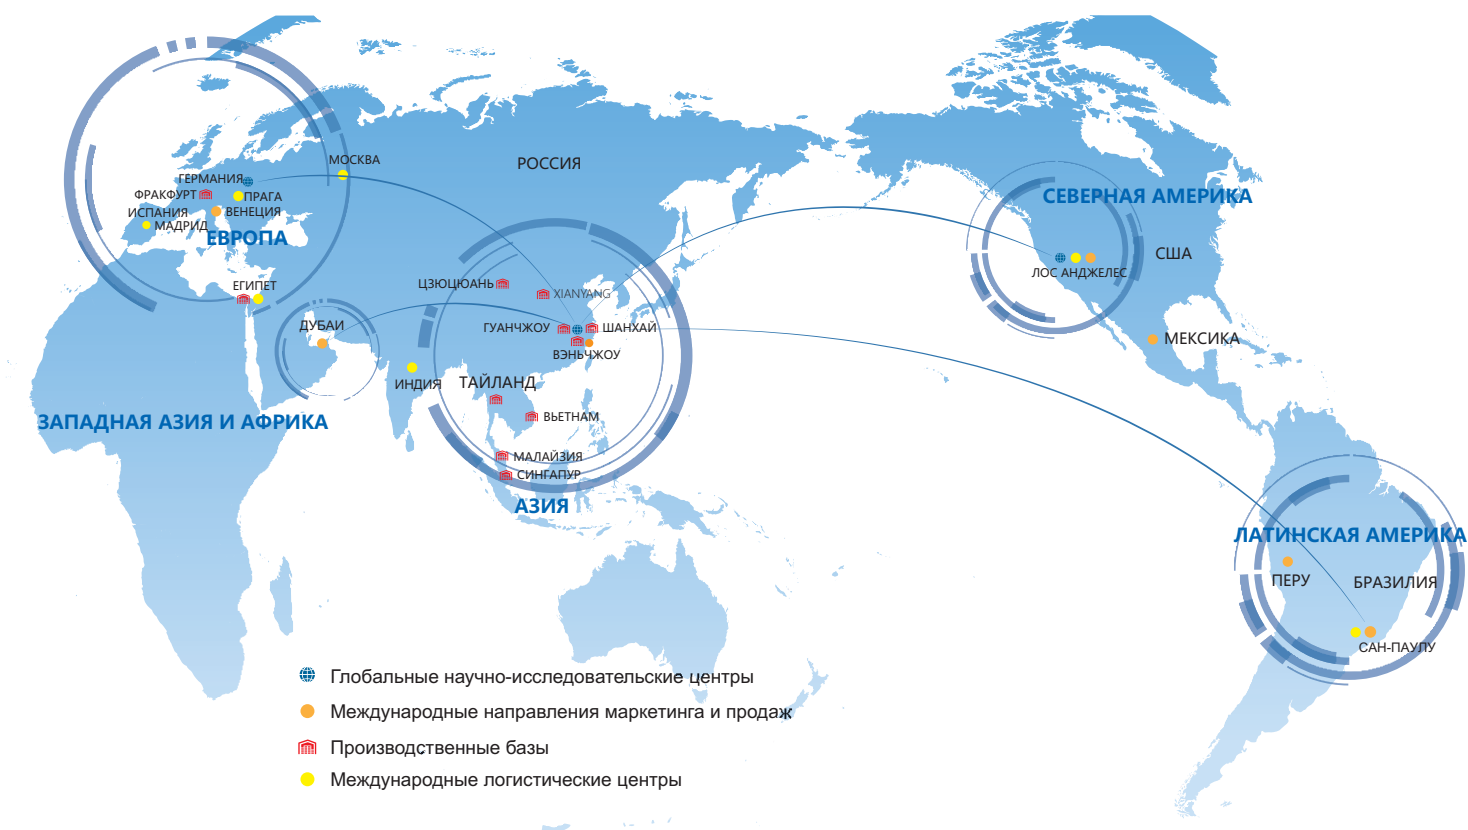 МОСКВА
РОССИЯ
ГЕРМАНИЯ
ФРАКФУРТ
ПРАГА
ИСПАНИЯ
ВЕНЕЦИЯ
МАДРИД
ЕВРОПА
ЕГИПЕТ
ДУБАИ
ЗАПАДНАЯ АЗИЯ И АФРИКА
ЦЗЮЦЮАНЬ
XIANYANG
ГУАНЧЖОУ
ШАНХАЙ
ВЭНЬЧЖОУ
ИНДИЯ
ТАЙЛАНД
ВЬЕТНАМ
МАЛАЙЗИЯ
СИНГАПУР
АЗИЯ
СЕВЕРНАЯ АМЕРИКА
США
ЛОС АНДЖЕЛЕС
МЕКСИКА
ЛАТИНСКАЯ АМЕРИКА
ПЕРУ
БРАЗИЛИЯ
САН-ПАУЛУ
Глобальные научно-исследовательские центры
Международные направления маркетинга и продаж
Производственные базы
Международные логистические центры